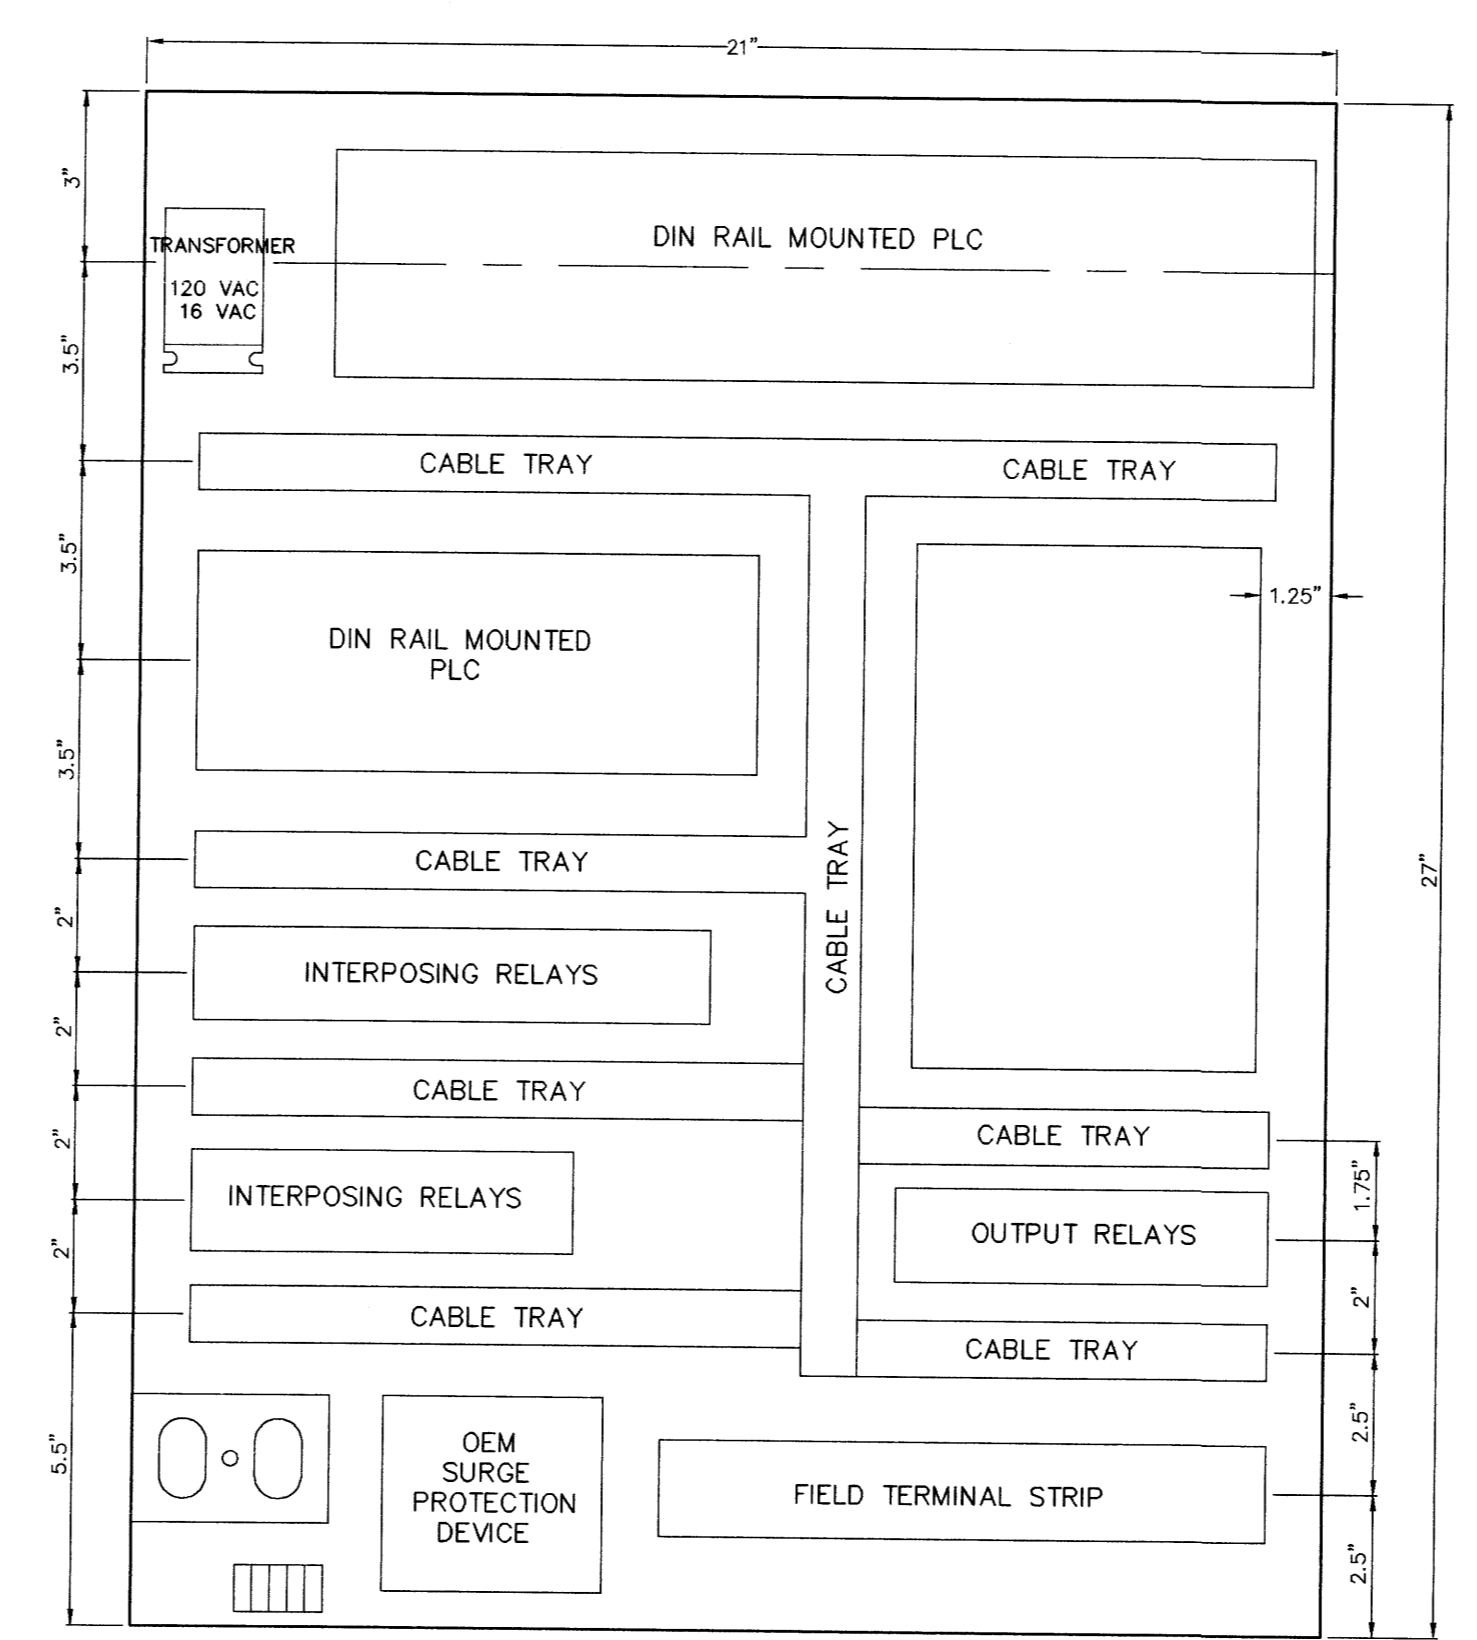 21"
3"
DIN RAIL MOUNTED PLC
TRANSFORMER
120 VAC
16 VAC
3.5"
CABLE TRAY
CABLE TRAY
3.5"
1.25"
DIN RAIL MOUNTED
PLC
3.5"
CABLE TRAY
CABLE TRAY
27"
2"
INTERPOSING RELAYS
2"
CABLE TRAY
2"
CABLE TRAY
1.75"
INTERPOSING RELAYS
OUTPUT RELAYS
2"
2"
CABLE TRAY
CABLE TRAY
5.5"
2.5"
OEM
SURGE
PROTECTION
DEVICE
FIELD TERMINAL STRIP
2.5"